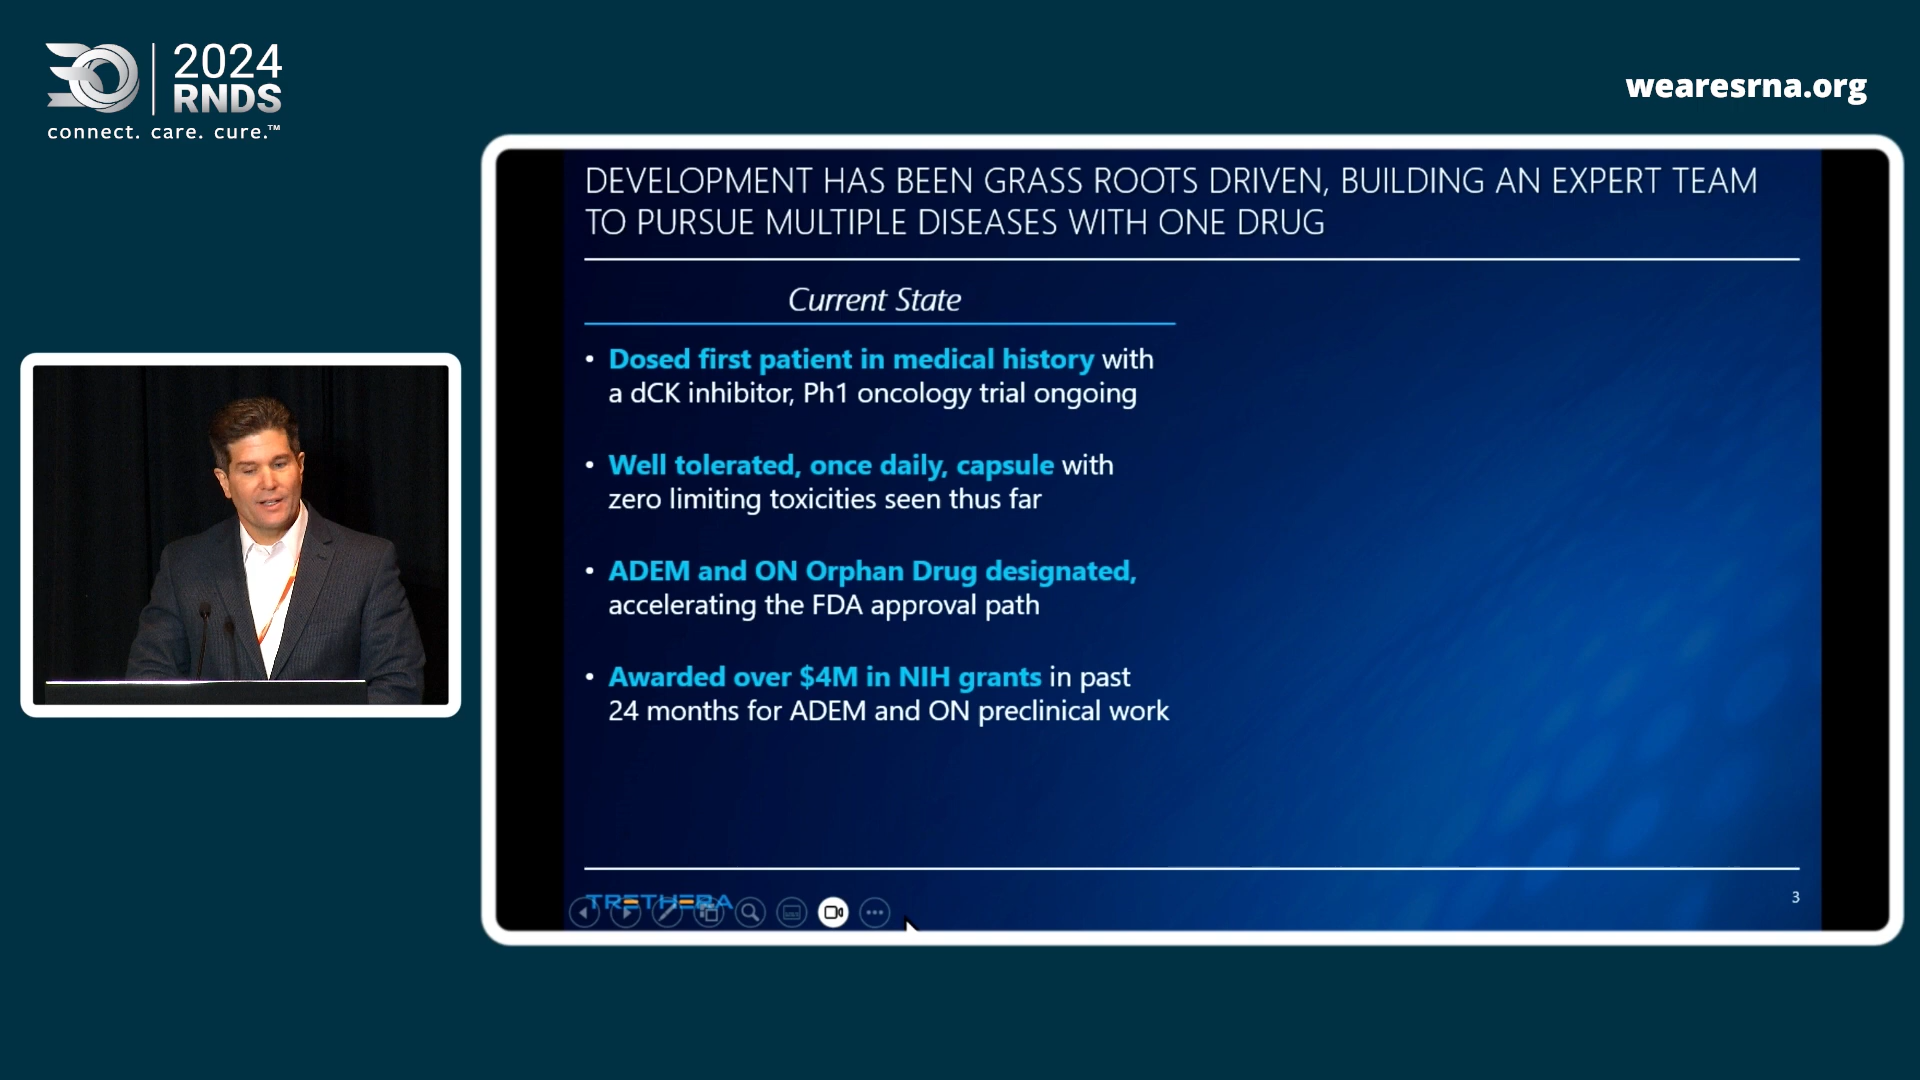 2024
RNDS
connect. care. cure.™
wearesrna.org
DEVELOPMENT HAS BEEN GRASS ROOTS DRIVEN, BUILDING AN EXPERT TEAM
TO PURSUE MULTIPLE DISEASES WITH ONE DRUG
Current State
• Dosed first patient in medical history with
a dCK inhibitor, Ph1 oncology trial ongoing
• Well tolerated, once daily, capsule with
zero limiting toxicities seen thus far
• ADEM and ON Orphan Drug designated,
accelerating the FDA approval path
• Awarded over $4M in NIH grants in past
24 months for ADEM and ON preclinical work
TRETHERA
3